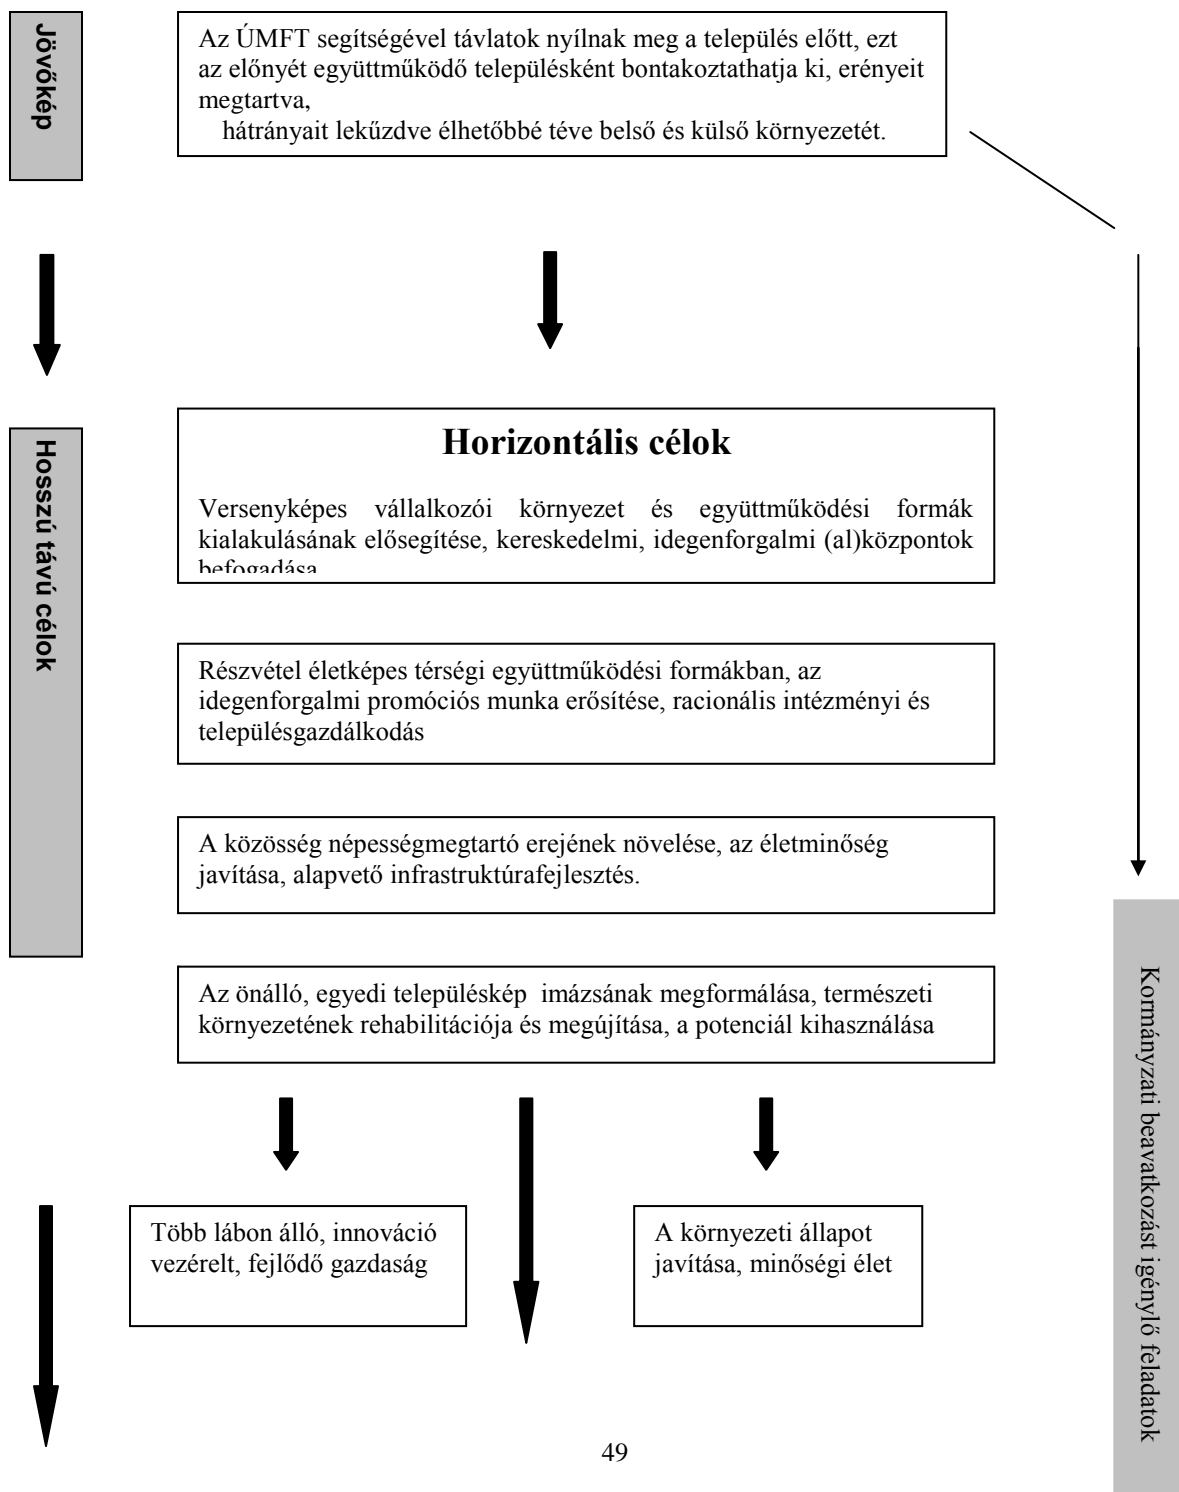 Jövőkép
Az ÚMFT segítségével távlatok nyílnak meg a település előtt, ezt
az előnyét együttműködő településként bontakoztathatja ki, erényeit
megtartva,
hátrányait lekűzdve élhetőbbé téve belső és külső környezetét.
Hosszú távú célok
Horizontális célok
Versenyképes vállalkozói környezet és együttműködési formák
kialakulásának elősegítése, kereskedelmi, idegenforgalmi (al)központok
befogadása
Részvétel életképes térségi együttműködési formákban, az
idegenforgalmi promóciós munka erősítése, racionális intézményi és
településgazdálkodás
A közösség népességmegtartó erejének növelése, az életminőség
javítása, alapvető infrastruktúrafejlesztés.
Az önálló, egyedi településkép imázsának megformálása, természeti
környezetének rehabilitációja és megújítása, a potenciál kihasználása
Több lábon álló, innováció
vezérelt, fejlődő gazdaság
A környezeti állapot
javítása, minőségi élet
Kormányzati beavatkozást igénylő feladatok
49